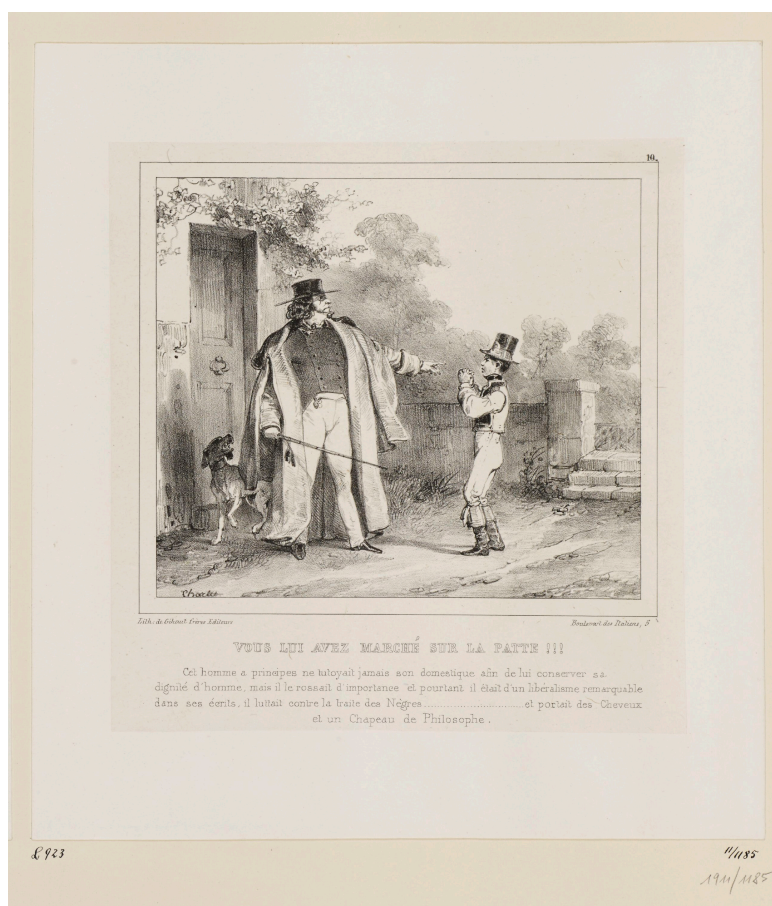 10.
Charlet
Lith: de Gihaut frères Editeurs
Boulevart des Italiens, 5.
VOUS LUI AVEZ MARCHÉ SUR LA PATTE !!!
Cet homme a principes ne tutoyait jamais son domestique afin de lui conserver sa
dignité d'homme, mais il le rossait d'importance et pourtant il était d'un libéralisme remarquable
dans ses écrits, il luttait contre la traite des Nègres..............................et portait des Cheveux
et un Chapeau de Philosophe.
L 923
11/1185
1911/1185